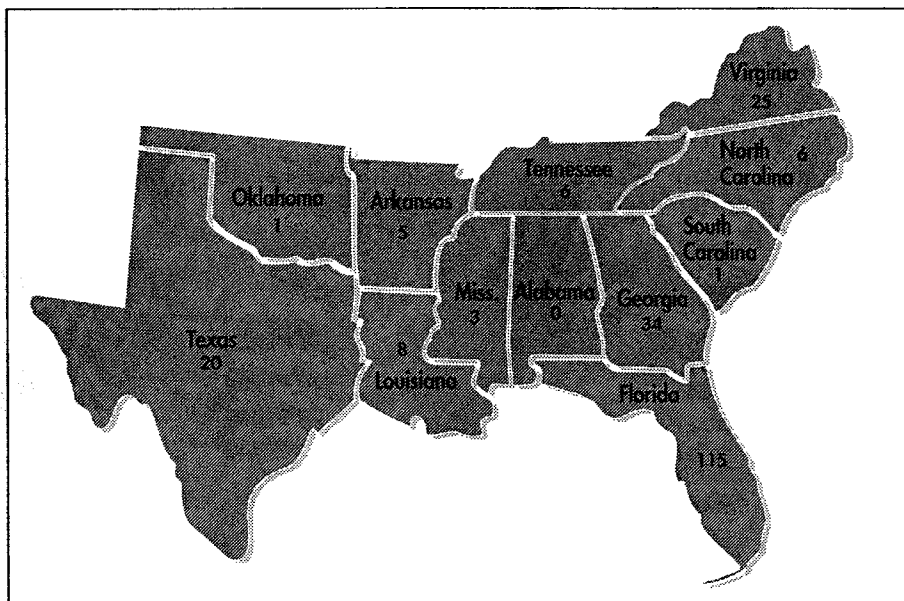 Virginia
25
North 6
Carolina
Tennessee
6
Oklahoma
1
Arkansas
5
South
Carolina
1
Miss.
3
Alabama
0
Georgia
34
Texas
20
8
Louisiana
Florida
115